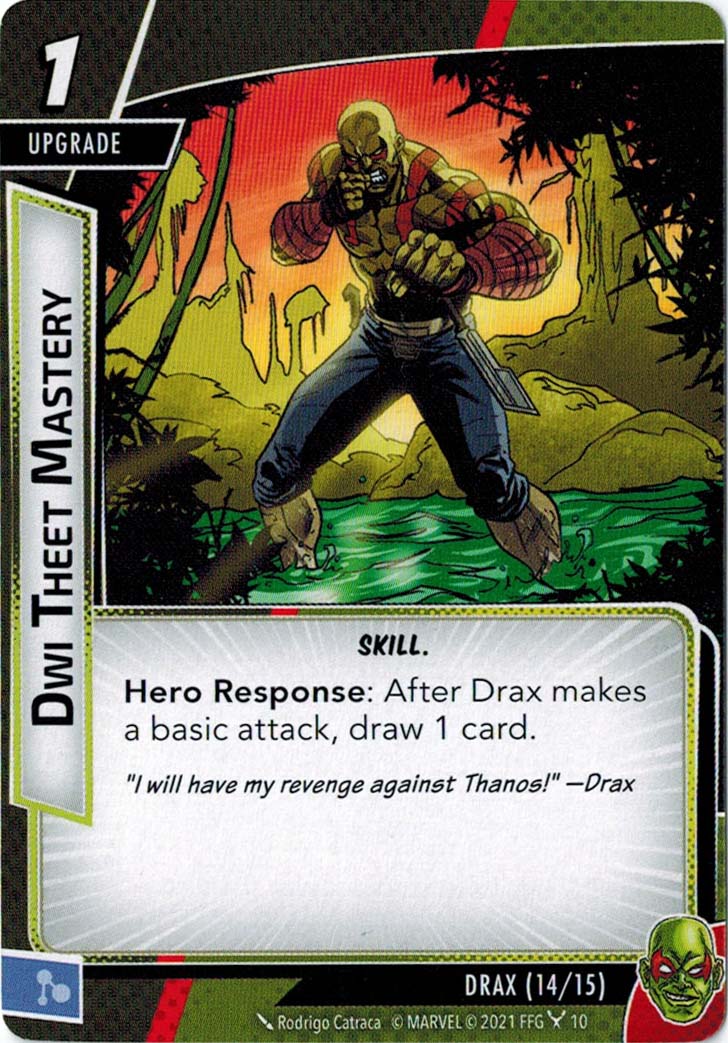 1
UPGRADE
DWI THEET MASTERY
SKILL.
Hero Response: After Drax makes
a basic attack, draw 1 card.
"I will have my revenge against Thanos!" —Drax
DRAX (14/15)
Rodrigo Catraca © MARVEL © 2021 FFG 10